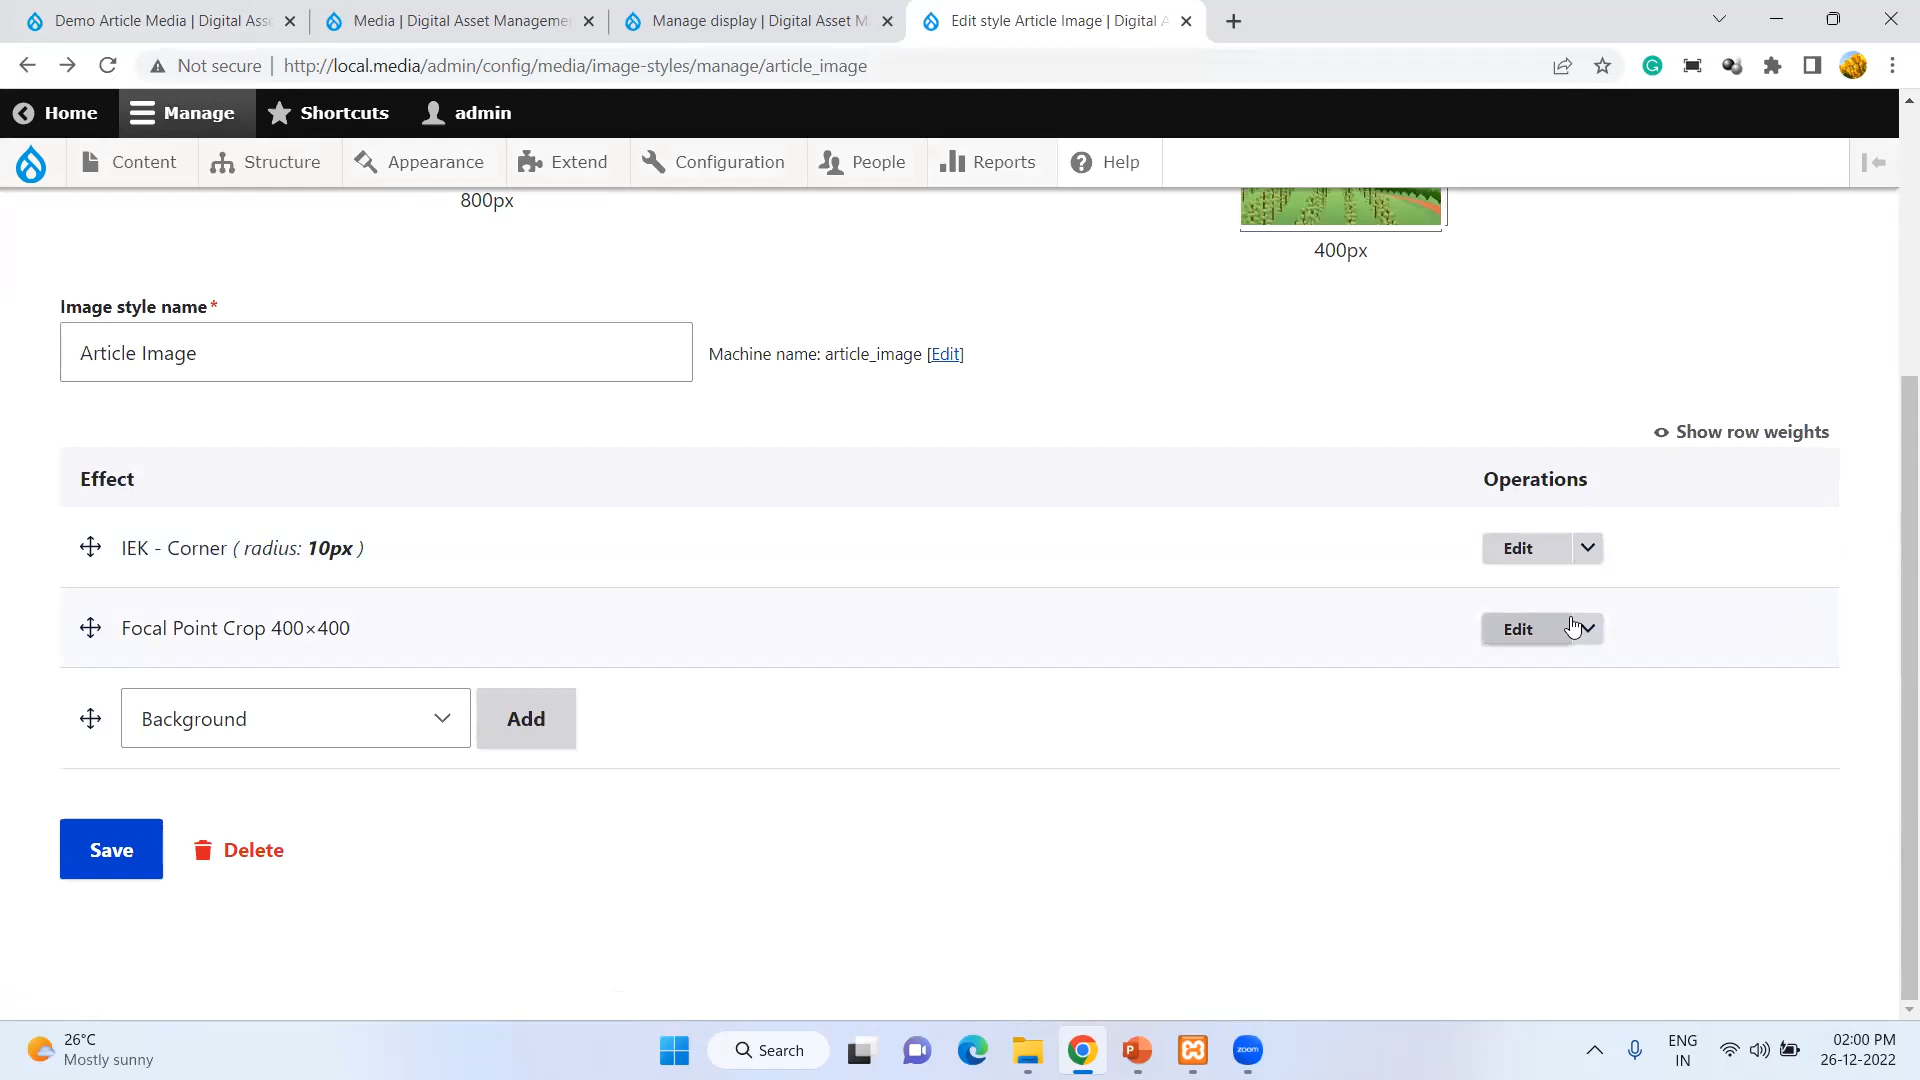 Demo Article Media | Digital Asse
Media | Digital Asset Manageme
Manage display | Digital Asset M
Edit style Article Image | Digital A
Not secure | http://local.media/admin/config/media/image-styles/manage/article_image
Home
Manage
Shortcuts
admin
Content
Structure
Appearance
Extend
Configuration
People
Reports
Help
800px
400px
Image style name*
Article Image
Machine name: article_image [Edit]
Show row weights
Effect
Operations
IEK - Corner ( radius: 10px )
Edit
Focal Point Crop 400×400
Edit
Background
Add
Save
Delete
26°C
Mostly sunny
Search
zoom
ENG
IN
02:00 PM
26-12-2022